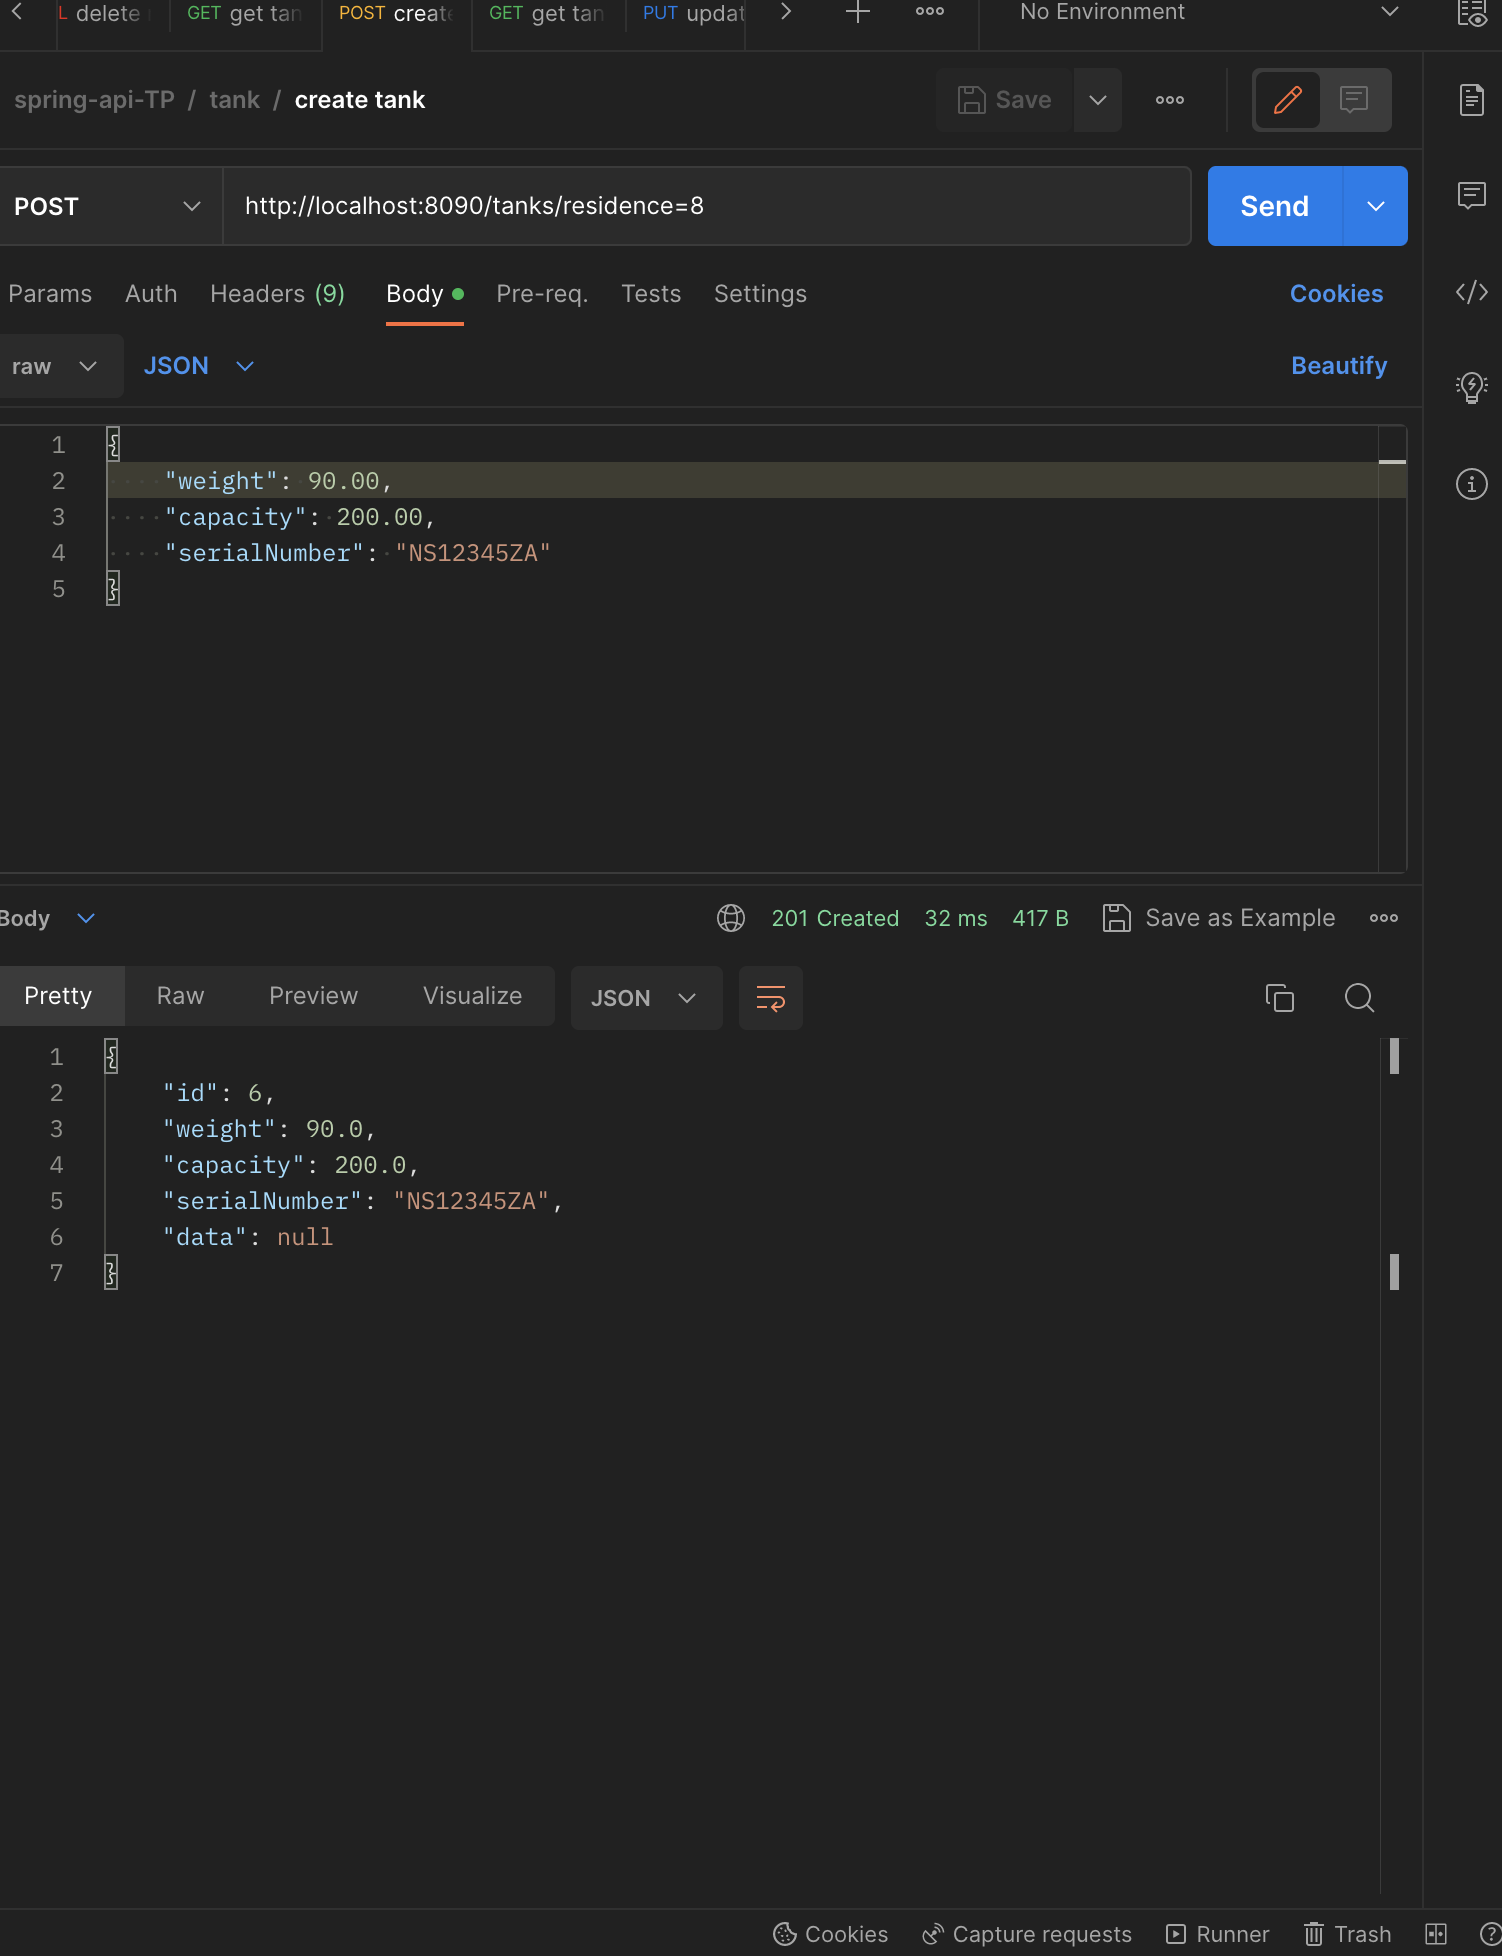 L delete GET get tan POST create GET get tan PUT updat No Environment
spring-api-TP / tank / create tank Save
POST http://localhost:8090/tanks/residence=8 Send
Params Auth Headers (9) Body Pre-req. Tests Settings Cookies
raw JSON Beautify
1 {
2 "weight": 90.00,
3 "capacity": 200.00,
4 "serialNumber": "NS12345ZA"
5 }
Body 201 Created 32 ms 417 B Save as Example
Pretty Raw Preview Visualize JSON
1 {
2 "id": 6,
3 "weight": 90.0,
4 "capacity": 200.0,
5 "serialNumber": "NS12345ZA",
6 "data": null
7 }
Cookies Capture requests Runner Trash